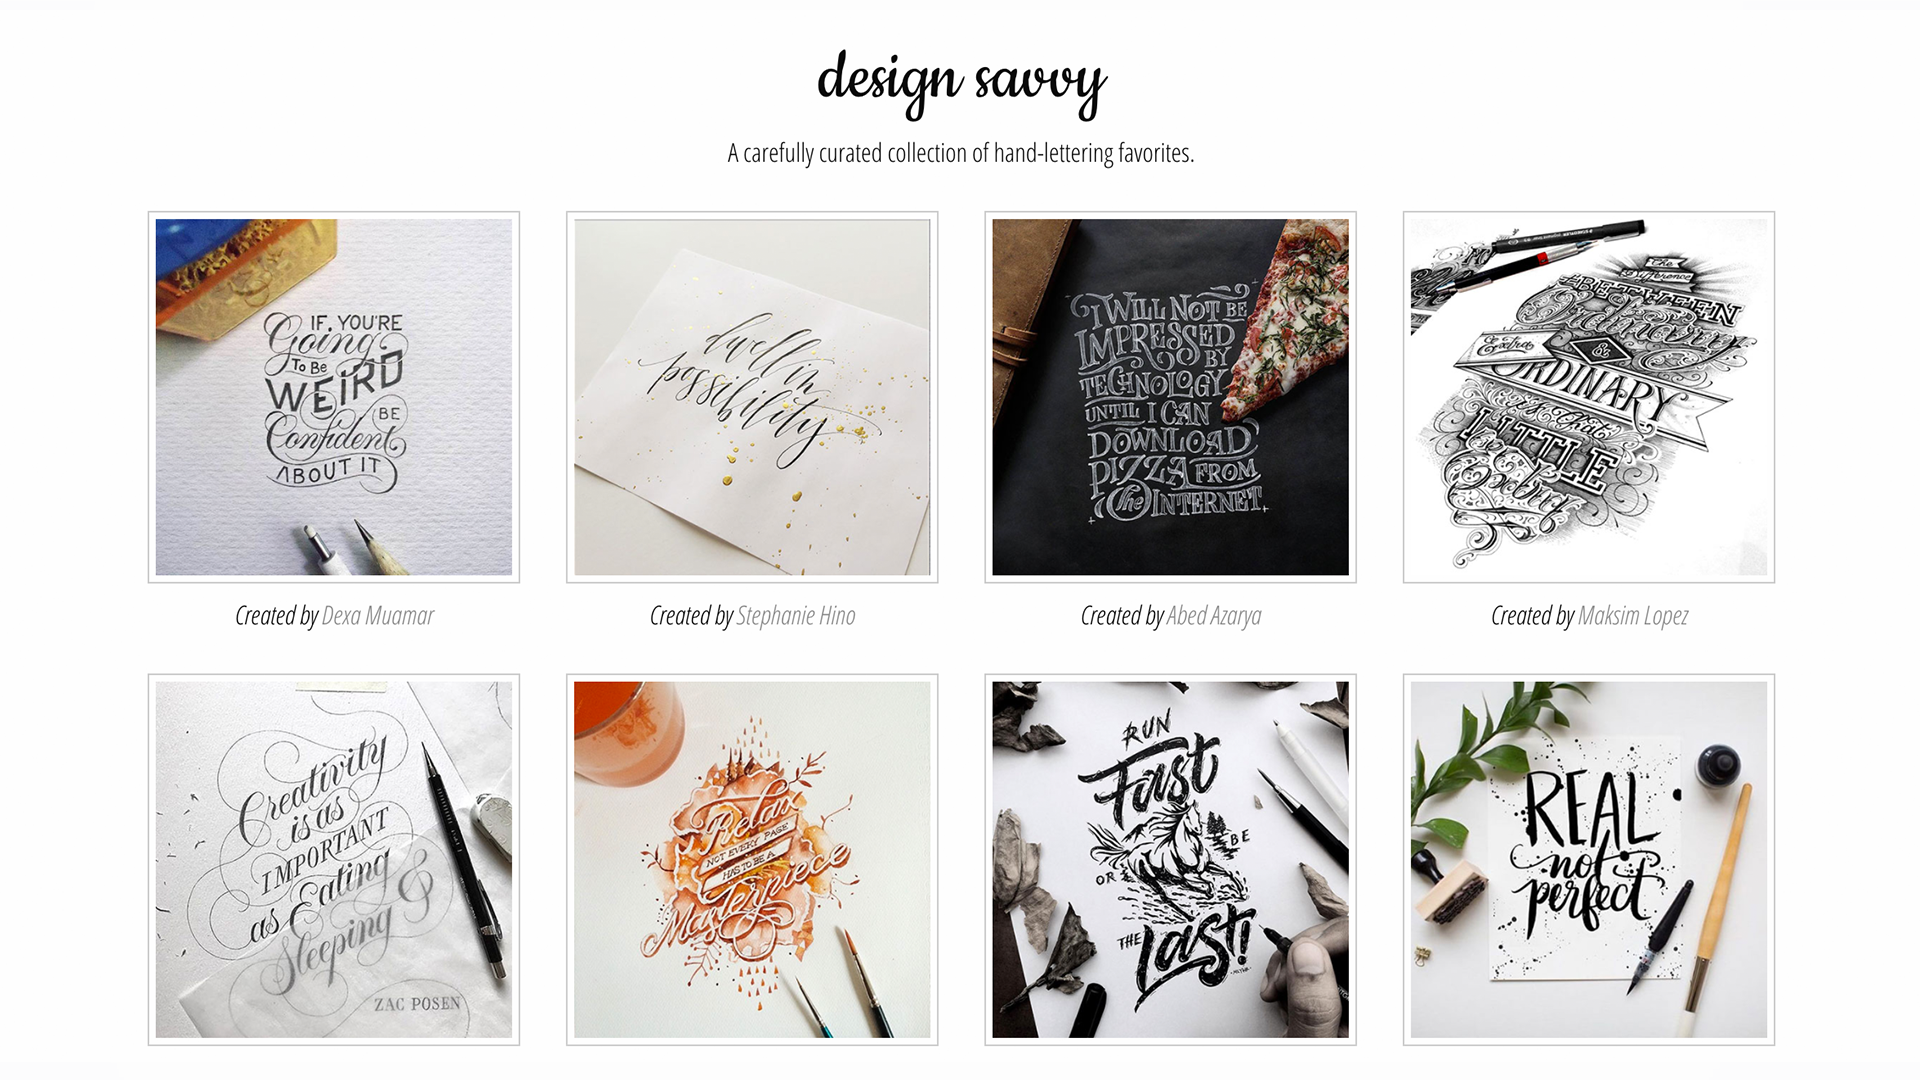 design savvy
A carefully curated collection of hand-lettering favorites.
IF YOU'RE
Going
To Be
WEIRD
BE
Confident
ABOUT IT
Created by Dexa Muamar
dwell in
possibility
Created by Stephanie Hino
I WILL NOT BE
IMPRESSED
BY
TECHNOLOGY
UNTIL I CAN
DOWNLOAD
PIZZA FROM
the INTERNET
Created by Abed Azarya
The
Difference
BETWEEN
Ordinary
&
Extra
ORDINARY
Is That
LITTLE
Extra
Created by Maksim Lopez
Creativity
is as
IMPORTANT
as Eating
&
Sleeping
ZAC POSEN
Relax
NOT EVERY PAGE
HAS TO BE A
Masterpiece
RUN
Fast
BE
OR
THE
Last!
REAL
not
perfect